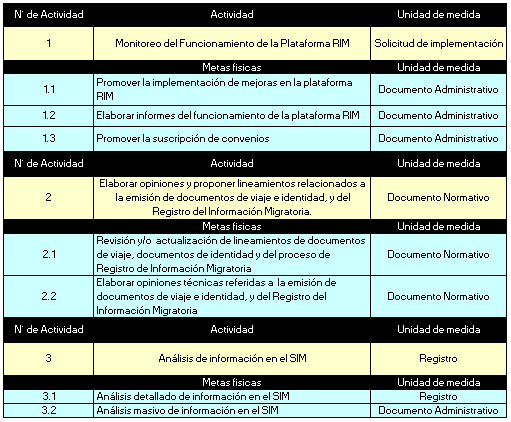 N° de Actividad Actividad Unidad de medida
1 Monitoreo del Funcionamiento de la Plataforma RIM Solicitud de implementación
Metas fisicas Unidad de medida
1.1 Promover la implementación de mejoras en la plataforma RIM Documento Administrativo
1.2 Elaborar informes del funcionamiento de la plataforma RIM Documento Administrativo
1.3 Promover la suscripción de convenios Documento Administrativo
N° de Actividad Actividad Unidad de medida
2 Elaborar opiniones y proponer lineamientos relacionados a
la emisión de documentos de viaje e identidad, y del
Registro del Información Migratoria. Documento Normativo
Metas fisicas Unidad de medida
2.1 Revisión y/o actualización de lineamientos de documentos
de viaje, documentos de identidad y del proceso de
Registro de Información Migratoria Documento Normativo
2.2 Elaborar opiniones técnicas referidas a la emisión de
documentos de viaje e identidad, y del Registro del
Información Migratoria Documento Normativo
N° de Actividad Actividad Unidad de medida
3 Análisis de información en el SIM Registro
Metas fisicas Unidad de medida
3.1 Análisis detallado de información en el SIM Registro
3.2 Análisis masivo de información en el SIM Documento Administrativo